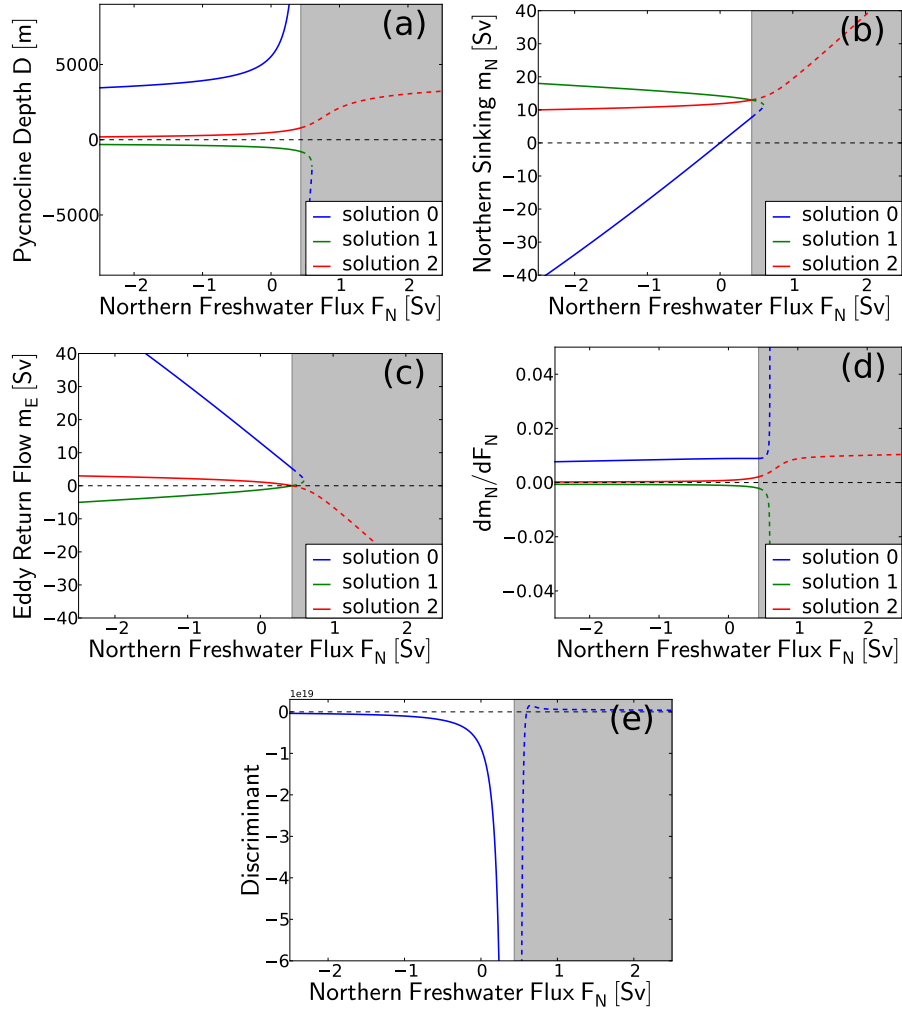 (a)
Pycnocline Depth D [m]
5000
0
−5000
−2
−1
0
1
2
Northern Freshwater Flux F_N [Sv]
solution 0
solution 1
solution 2
(b)
Northern Sinking m_N [Sv]
40
30
20
10
0
−10
−20
−30
−40
−2
−1
0
1
2
Northern Freshwater Flux F_N [Sv]
solution 0
solution 1
solution 2
(c)
Eddy Return Flow m_E [Sv]
40
30
20
10
0
−10
−20
−30
−40
−2
−1
0
1
2
Northern Freshwater Flux F_N [Sv]
solution 0
solution 1
solution 2
(d)
dm_N/dF_N
0.04
0.02
0.00
−0.02
−0.04
−2
−1
0
1
2
Northern Freshwater Flux F_N [Sv]
solution 0
solution 1
solution 2
(e)
1e19
Discriminant
0
−1
−2
−3
−4
−5
−6
−2
−1
0
1
2
Northern Freshwater Flux F_N [Sv]